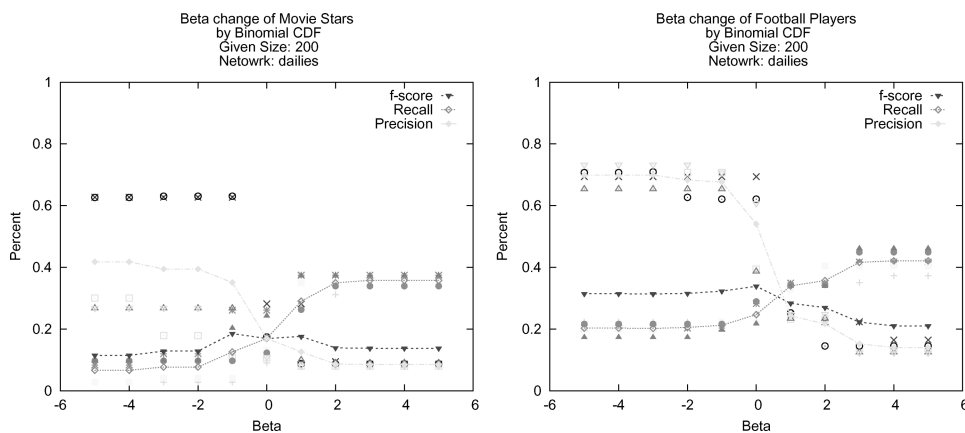 Beta change of Movie Stars
by Binomial CDF
Given Size: 200
Netowrk: dailies
1
0.8
0.6
0.4
0.2
0
-6
-4
-2
0
2
4
6
Percent
Beta
f-score
Recall
Precision
Beta change of Football Players
by Binomial CDF
Given Size: 200
Netowrk: dailies
1
0.8
0.6
0.4
0.2
0
-6
-4
-2
0
2
4
6
Percent
Beta
f-score
Recall
Precision